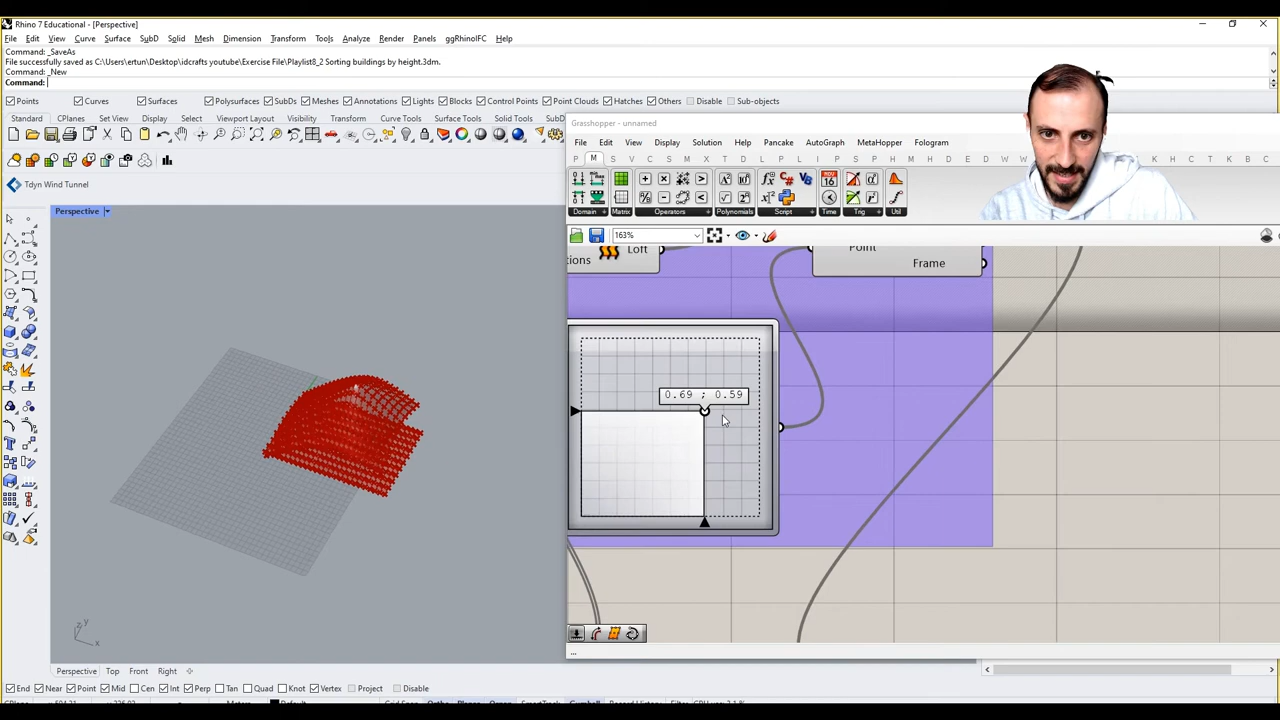 Rhino 7 Educational - [Perspective]
File Edit View Curve Surface SubD Solid Mesh Dimension Transform Tools Analyze Render Panels ggRhinoIFC Help
Command: _SaveAs
File successfully saved as C:\Users\ertun\Desktop\idcrafts youtube\Exercise File\Playlist8_2 Sorting buildings by height.3dm.
Command: _New
Command:
Points Curves Surfaces Polysurfaces SubDs Meshes Annotations Lights Blocks Control Points Point Clouds Hatches Others Disable Sub-objects
Standard CPlanes Set View Display Select Viewport Layout Visibility Transform Curve Tools Surface Tools Solid Tools
Tdyn Wind Tunnel
Perspective
Grasshopper - unnamed
File Edit View Display Solution Help Pancake AutoGraph MetaHopper Fologram
P M S V C S M I T D W
Domain Matrix Operators Polynomials Script Time Trig Util
163%
Loft
ions
Point
Frame
0.69 ; 0.59
z y
x
...
Perspective Top Front Right
End Near Point Mid Cen Int Perp Tan Quad Knot Vertex Project Disable